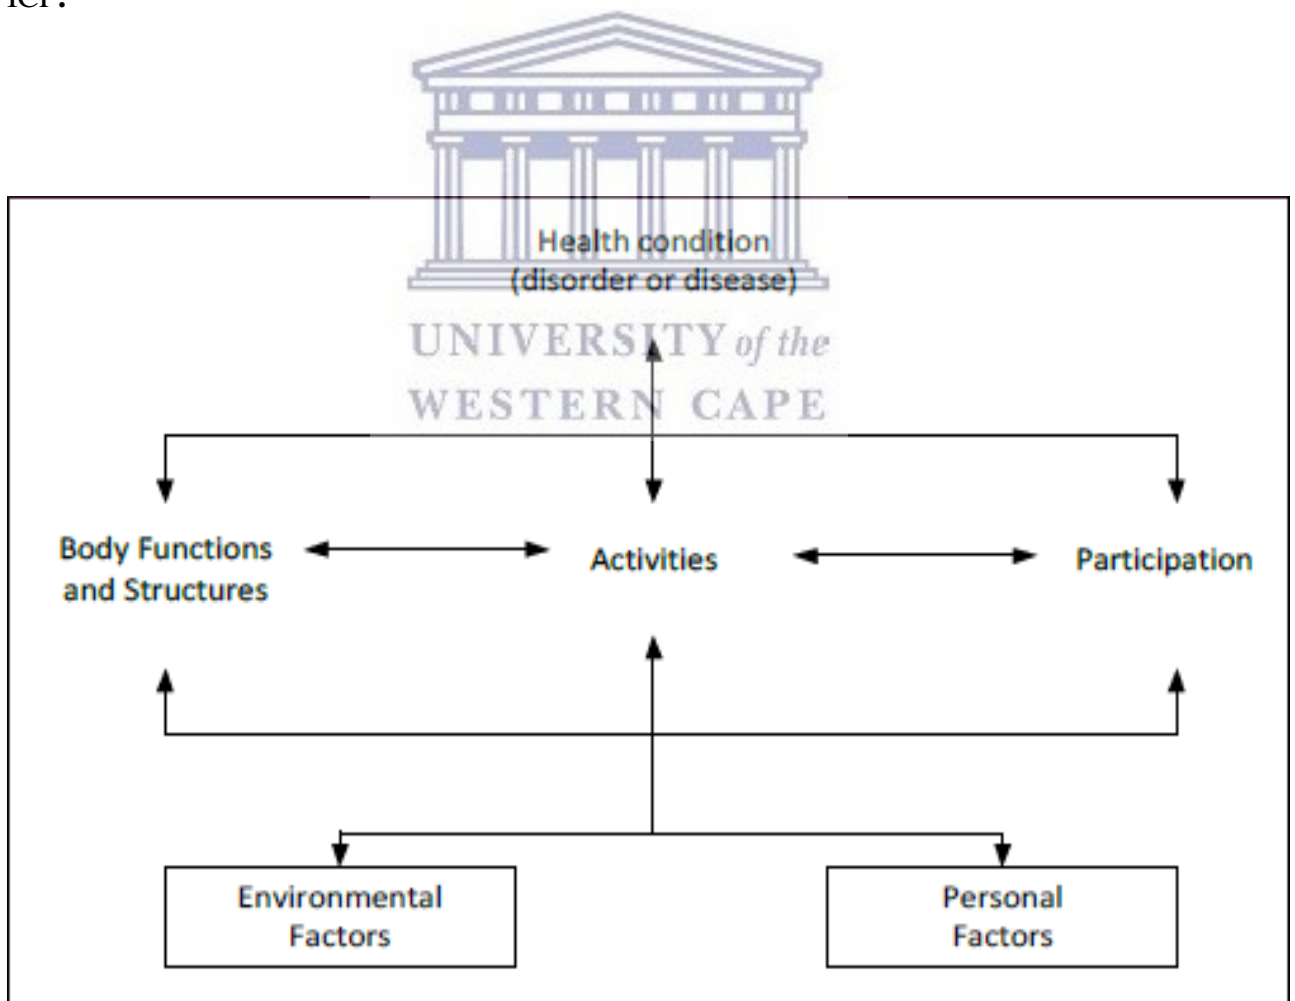 Health condition
(disorder or disease)
UNIVERSITY of the
WESTERN CAPE
Body Functions
and Structures
Activities
Participation
Environmental
Factors
Personal
Factors